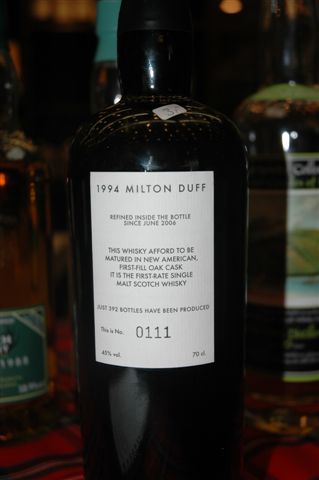 1994 MILTON DUFF
REFINED INSIDE THE BOTTLE
SINCE JUNE 2006
THIS WHISKY AFFORD TO BE
MATURED IN NEW AMERICAN,
FIRST-FILL OAK CASK
IT IS THE FIRST-RATE SINGLE
MALT SCOTCH WHISKY
JUST 392 BOTTLES HAVE BEEN PRODUCED
This is No. 0111
45% vol. 70 cl.